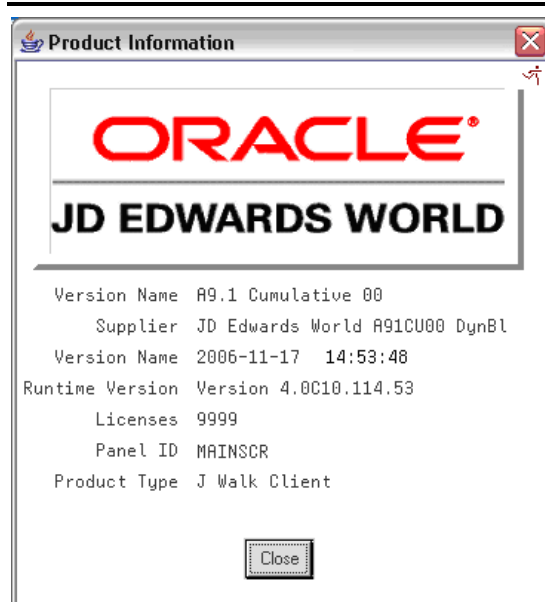 Product Information
ORACLE®
JD EDWARDS WORLD
Version Name A9.1 Cumulative 00
Supplier JD Edwards World A91CU00 DynBl
Version Name 2006-11-17 14:53:48
Runtime Version Version 4.0C10.114.53
Licenses 9999
Panel ID MAINSCR
Product Type J Walk Client
Close